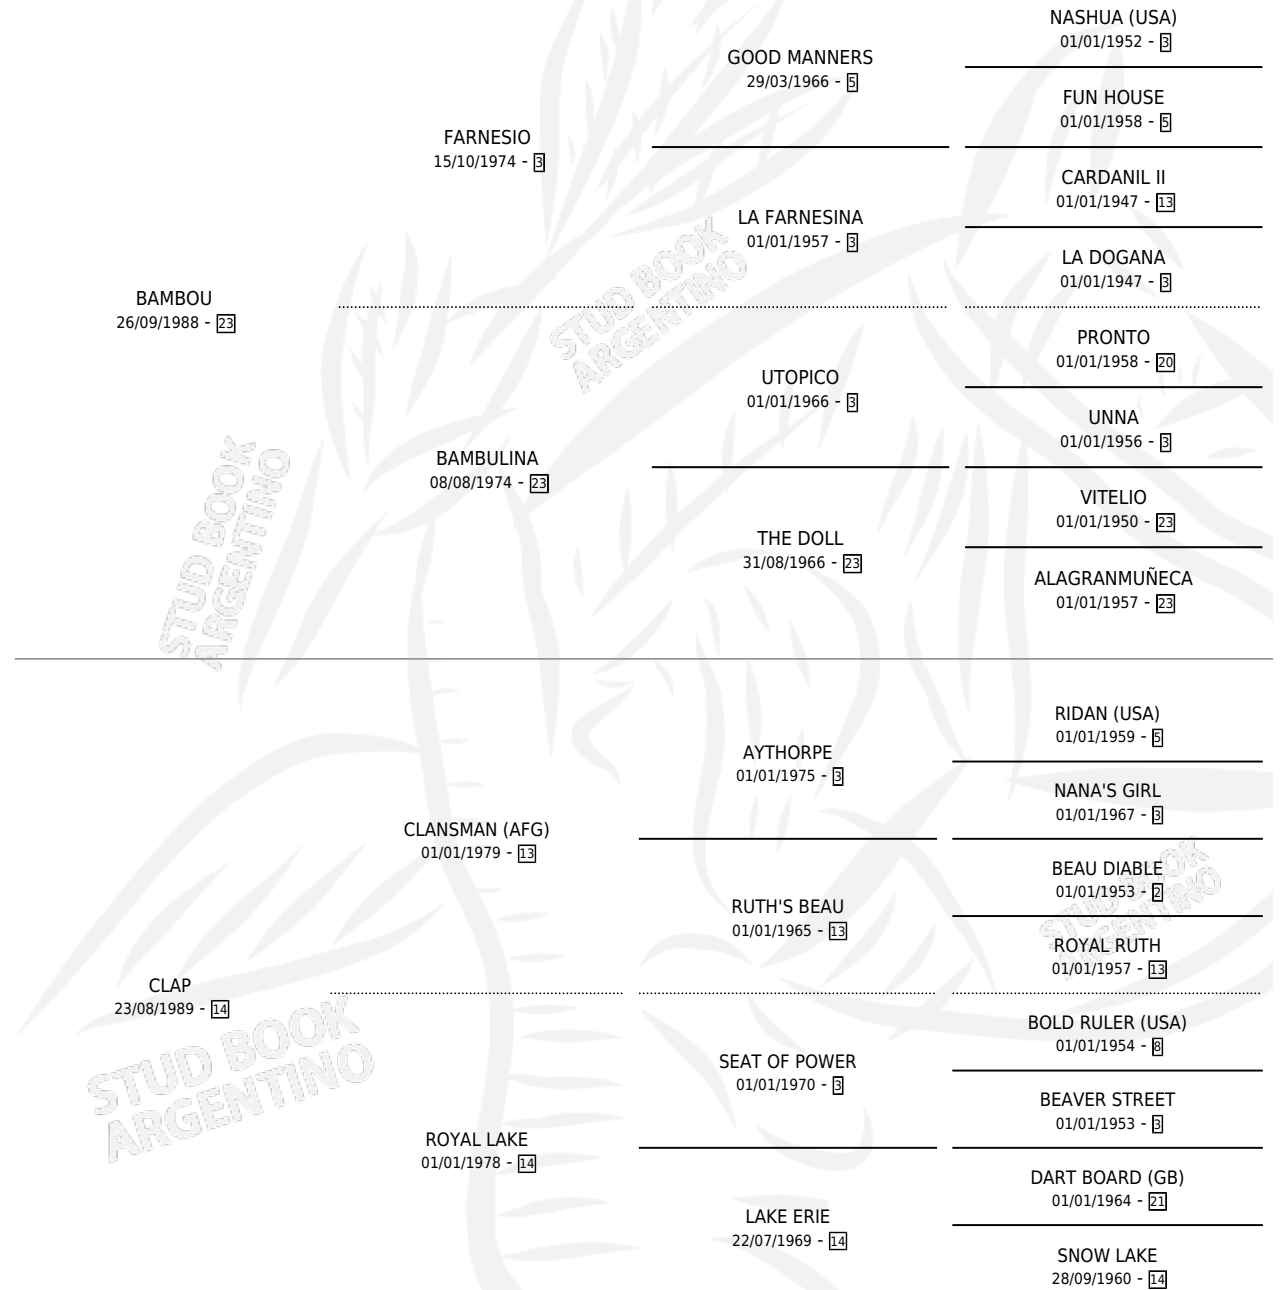 NASHUA (USA)
01/01/1952 - 3
GOOD MANNERS
29/03/1966 - 5
FUN HOUSE
01/01/1958 - 5
FARNESIO
15/10/1974 - 3
CARDANIL II
01/01/1947 - 13
LA FARNESINA
01/01/1957 - 3
LA DOGANA
01/01/1947 - 3
BAMBOU
26/09/1988 - 23
STUD BOOK
ARGENTINO
PRONTO
01/01/1958 - 20
UTOPICO
01/01/1966 - 3
UNNA
01/01/1956 - 3
BAMBULINA
08/08/1974 - 23
VITELIO
01/01/1950 - 23
THE DOLL
31/08/1966 - 23
ALAGRANMUÑECA
01/01/1957 - 23
STUD BOOK
ARGENTINO
RIDAN (USA)
01/01/1959 - 5
AYTHORPE
01/01/1975 - 3
NANA'S GIRL
01/01/1967 - 3
CLANSMAN (AFG)
01/01/1979 - 13
BEAU DIABLE
01/01/1953 - 2
RUTH'S BEAU
01/01/1965 - 13
STUD BOOK
ARGENTINO
ROYAL RUTH
01/01/1957 - 13
CLAP
23/08/1989 - 14
BOLD RULER (USA)
01/01/1954 - 8
SEAT OF POWER
01/01/1970 - 3
BEAVER STREET
01/01/1953 - 3
STUD BOOK
ARGENTINO
ROYAL LAKE
01/01/1978 - 14
DART BOARD (GB)
01/01/1964 - 21
LAKE ERIE
22/07/1969 - 14
SNOW LAKE
28/09/1960 - 14